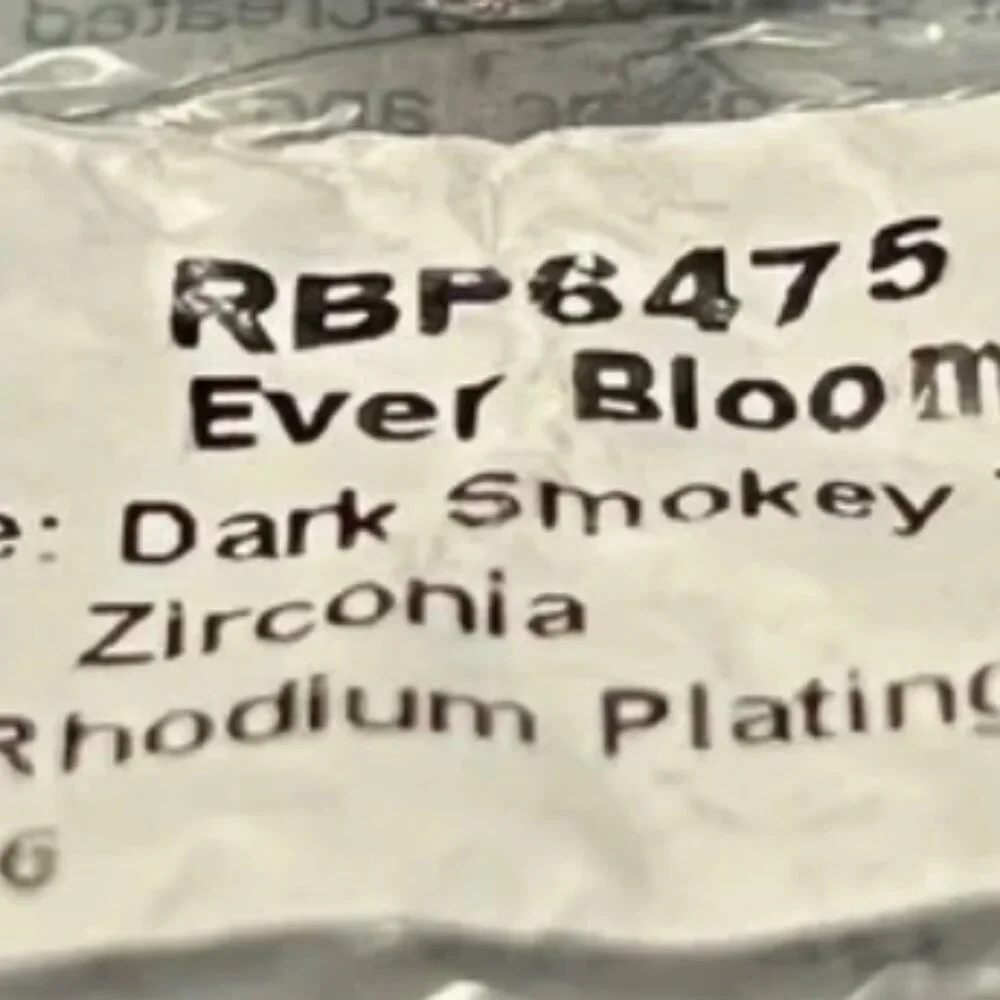 RBP6475
Ever Bloom
e: Dark Smokey
Zirconia
Rhodium Plating
6